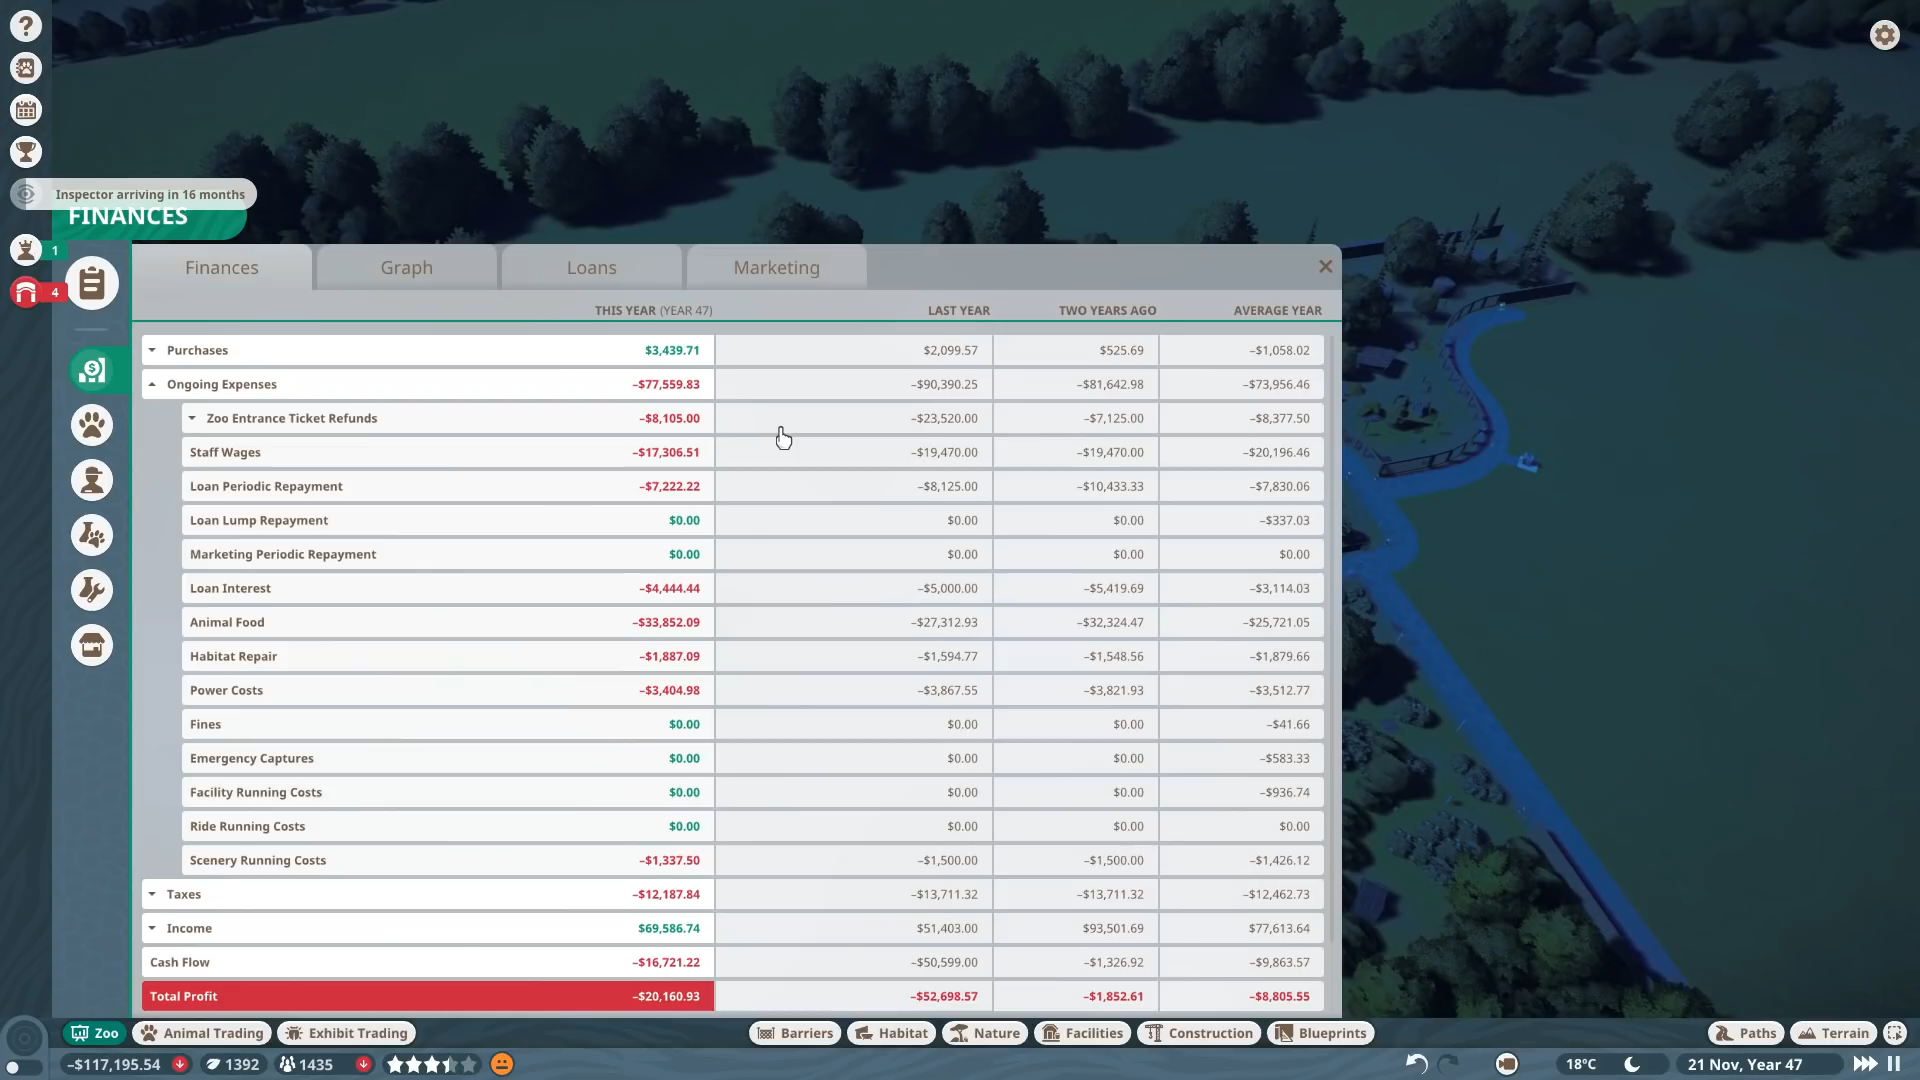 ?
Inspector arriving in 16 months
FINANCES
1
4
Finances Graph Loans Marketing
THIS YEAR (YEAR 47) LAST YEAR TWO YEARS AGO AVERAGE YEAR
Purchases $3,439.71 $2,099.57 $525.69 –$1,058.02
Ongoing Expenses –$77,559.83 –$90,390.25 –$81,642.98 –$73,956.46
Zoo Entrance Ticket Refunds –$8,105.00 –$23,520.00 –$7,125.00 –$8,377.50
Staff Wages –$17,306.51 –$19,470.00 –$19,470.00 –$20,196.46
Loan Periodic Repayment –$7,222.22 –$8,125.00 –$10,433.33 –$7,830.06
Loan Lump Repayment $0.00 $0.00 $0.00 –$337.03
Marketing Periodic Repayment $0.00 $0.00 $0.00 $0.00
Loan Interest –$4,444.44 –$5,000.00 –$5,419.69 –$3,114.03
Animal Food –$33,852.09 –$27,312.93 –$32,324.47 –$25,721.05
Habitat Repair –$1,887.09 –$1,594.77 –$1,548.56 –$1,879.66
Power Costs –$3,404.98 –$3,867.55 –$3,821.93 –$3,512.77
Fines $0.00 $0.00 $0.00 –$41.66
Emergency Captures $0.00 $0.00 $0.00 –$583.33
Facility Running Costs $0.00 $0.00 $0.00 –$936.74
Ride Running Costs $0.00 $0.00 $0.00 $0.00
Scenery Running Costs –$1,337.50 –$1,500.00 –$1,500.00 –$1,426.12
Taxes –$12,187.84 –$13,711.32 –$13,711.32 –$12,462.73
Income $69,586.74 $51,403.00 $93,501.69 $77,613.64
Cash Flow –$16,721.22 –$50,599.00 –$1,326.92 –$9,863.57
Total Profit –$20,160.93 –$52,698.57 –$1,852.61 –$8,805.55
Zoo Animal Trading Exhibit Trading Barriers Habitat Nature Facilities Construction Blueprints Paths Terrain
–$117,195.54 1392 1435 18°C 21 Nov, Year 47